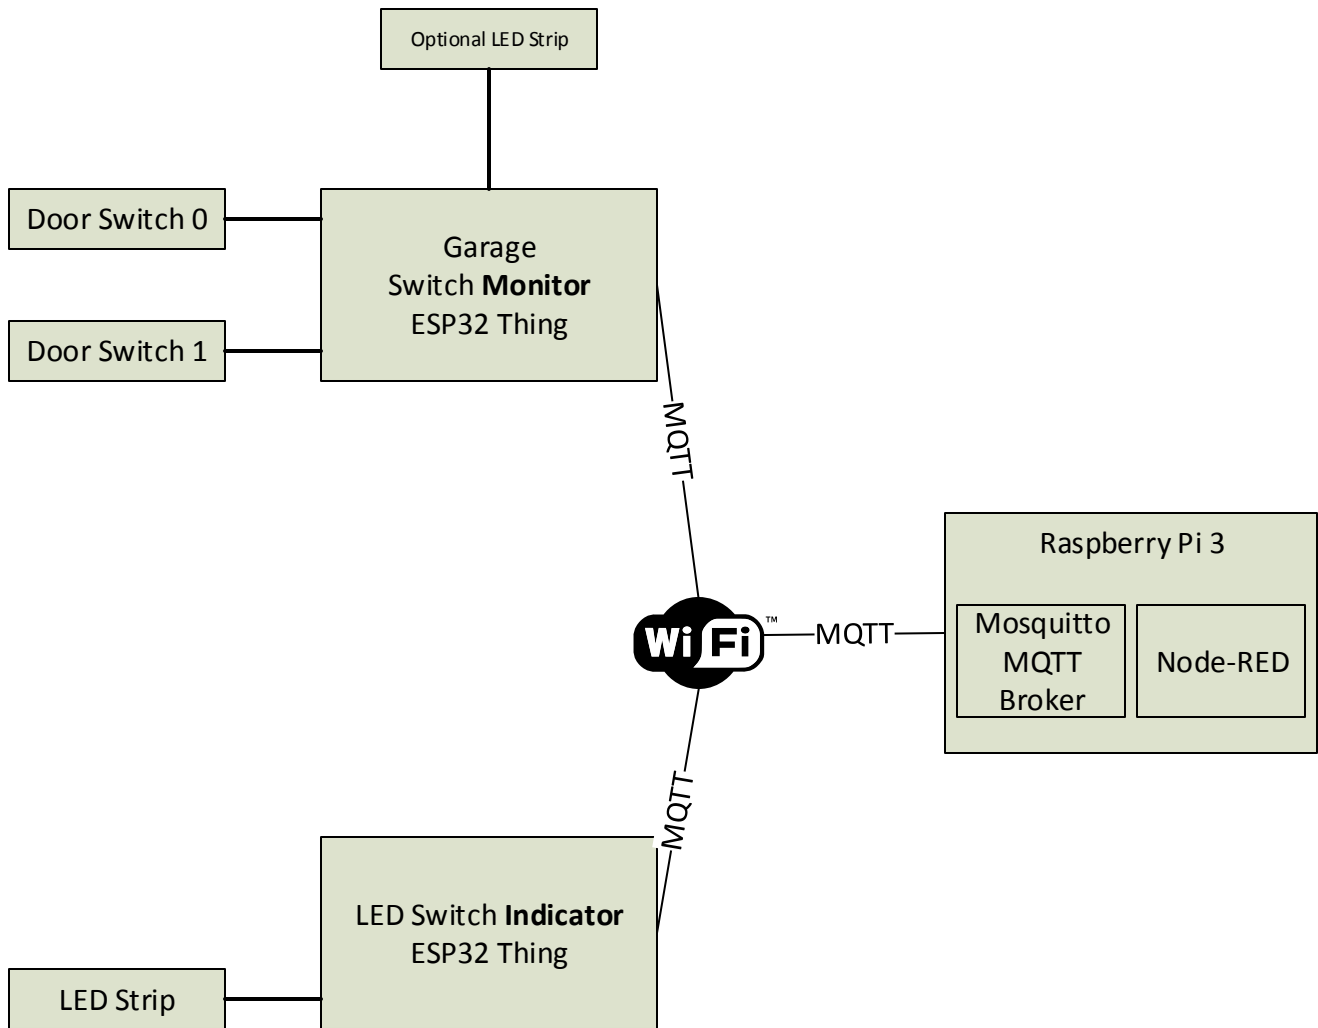 Optional LED Strip
Door Switch 0
Garage
Switch Monitor
ESP32 Thing
Door Switch 1
MQTT
Raspberry Pi 3
Wi Fi ™
MQTT
Mosquitto
MQTT
Broker
Node-RED
MQTT
LED Switch Indicator
ESP32 Thing
LED Strip